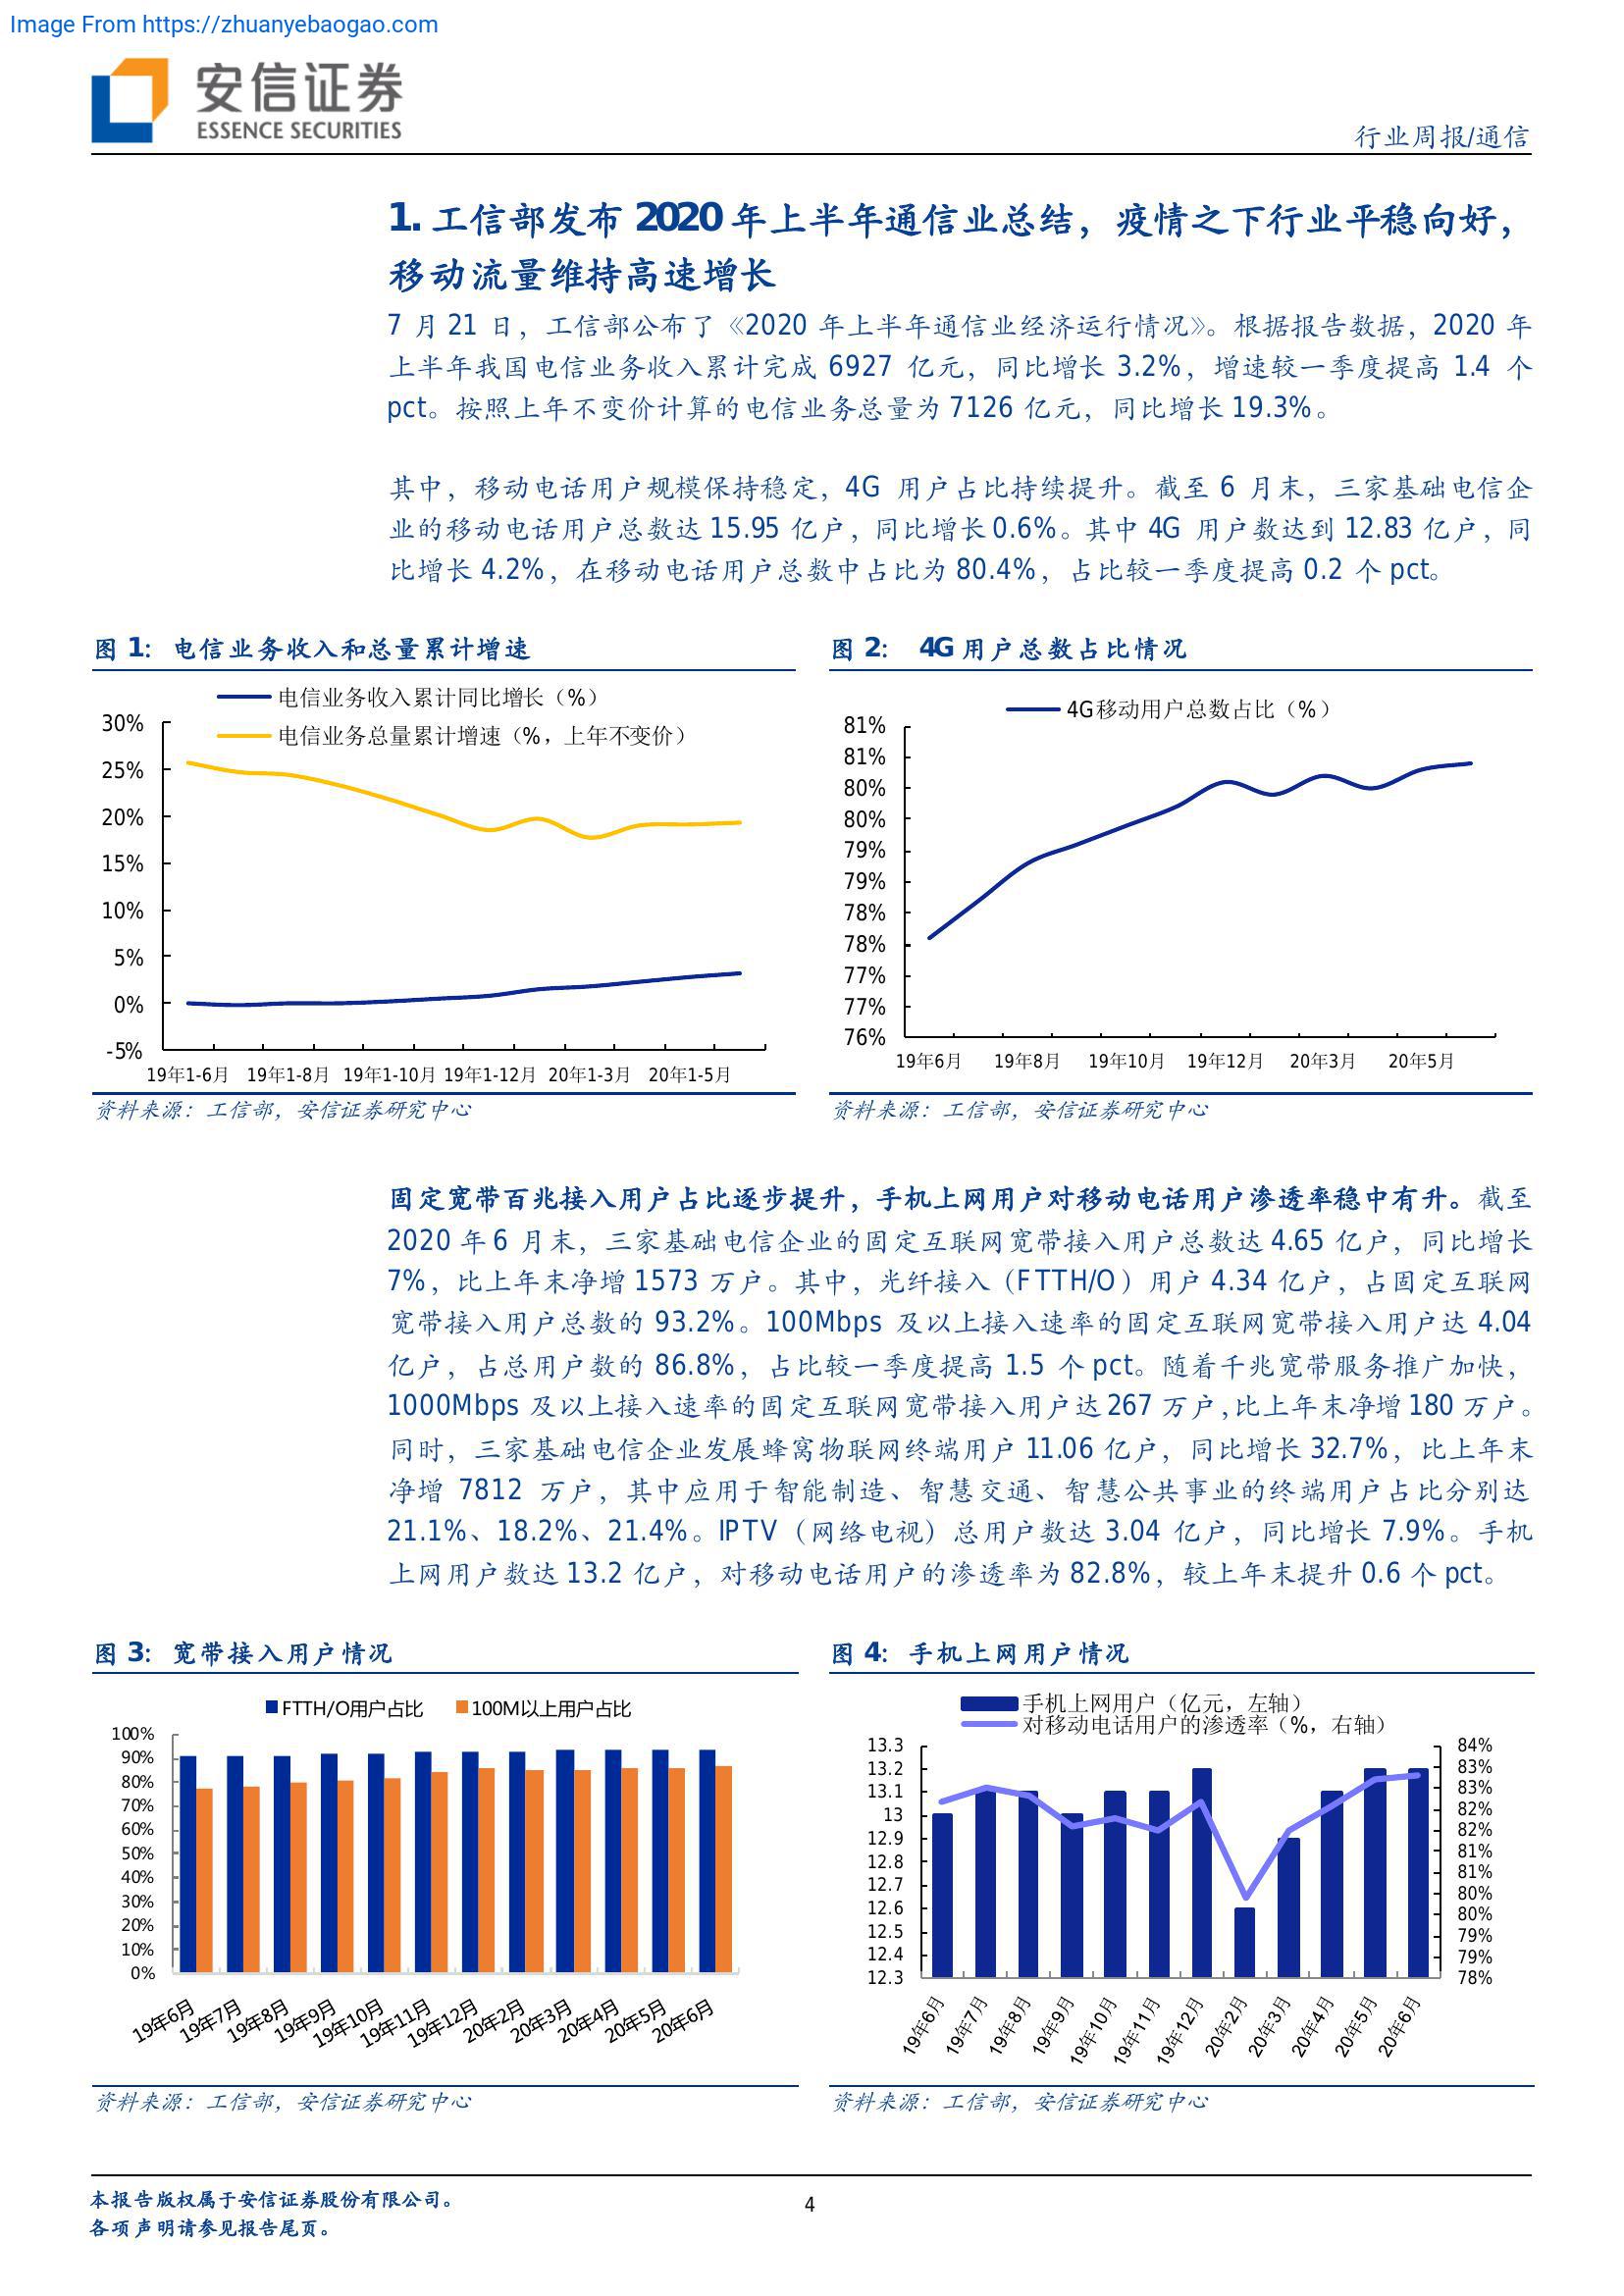 Image From https://zhuanyebaogao.com
安信证券
ESSENCE SECURITIES
行业周报/通信
1. 工信部发布 2020 年上半年通信业总结，疫情之下行业平稳向好，
移动流量维持高速增长
7 月 21 日，工信部公布了《2020 年上半年通信业经济运行情况》。根据报告数据，2020 年
上半年我国电信业务收入累计完成 6927 亿元，同比增长 3.2%，增速较一季度提高 1.4 个
pct。按照上年不变价计算的电信业务总量为 7126 亿元，同比增长 19.3%。
其中，移动电话用户规模保持稳定，4G 用户占比持续提升。截至 6 月末，三家基础电信企
业的移动电话用户总数达 15.95 亿户，同比增长 0.6%。其中 4G 用户数达到 12.83 亿户，同
比增长 4.2%，在移动电话用户总数中占比为 80.4%，占比较一季度提高 0.2 个 pct。
图 1：电信业务收入和总量累计增速
电信业务收入累计同比增长（%）
电信业务总量累计增速（%，上年不变价）
30%
25%
20%
15%
10%
5%
0%
-5%
19年1-6月 19年1-8月 19年1-10月 19年1-12月 20年1-3月 20年1-5月
资料来源：工信部，安信证券研究中心
图 2： 4G 用户总数占比情况
4G移动用户总数占比（%）
81%
81%
80%
80%
79%
79%
78%
78%
77%
77%
76%
19年6月 19年8月 19年10月 19年12月 20年3月 20年5月
资料来源：工信部，安信证券研究中心
固定宽带百兆接入用户占比逐步提升，手机上网用户对移动电话用户渗透率稳中有升。截至
2020 年 6 月末，三家基础电信企业的固定互联网宽带接入用户总数达 4.65 亿户，同比增长
7%，比上年末净增 1573 万户。其中，光纤接入（FTTH/O）用户 4.34 亿户，占固定互联网
宽带接入用户总数的 93.2%。100Mbps 及以上接入速率的固定互联网宽带接入用户达 4.04
亿户，占总用户数的 86.8%，占比较一季度提高 1.5 个 pct。随着千兆宽带服务推广加快，
1000Mbps 及以上接入速率的固定互联网宽带接入用户达 267 万户，比上年末净增 180 万户。
同时，三家基础电信企业发展蜂窝物联网终端用户 11.06 亿户，同比增长 32.7%，比上年末
净增 7812 万户，其中应用于智能制造、智慧交通、智慧公共事业的终端用户占比分别达
21.1%、18.2%、21.4%。IPTV（网络电视）总用户数达 3.04 亿户，同比增长 7.9%。手机
上网用户数达 13.2 亿户，对移动电话用户的渗透率为 82.8%，较上年末提升 0.6 个 pct。
图 3：宽带接入用户情况
FTTH/O用户占比 100M以上用户占比
100%
90%
80%
70%
60%
50%
40%
30%
20%
10%
0%
19年6月 19年7月 19年8月 19年9月 19年10月 19年11月 19年12月 20年2月 20年3月 20年4月 20年5月 20年6月
资料来源：工信部，安信证券研究中心
图 4：手机上网用户情况
手机上网用户（亿元，左轴）
对移动电话用户的渗透率（%，右轴）
13.3 84%
13.2 83%
13.1 83%
13 82%
12.9 82%
12.8 81%
12.7 81%
12.6 80%
12.5 80%
12.4 79%
12.3 79%
78%
19年6月 19年7月 19年8月 19年9月 19年10月 19年11月 19年12月 20年2月 20年3月 20年4月 20年5月 20年6月
资料来源：工信部，安信证券研究中心
本报告版权属于安信证券股份有限公司。
各项声明请参见报告尾页。
4